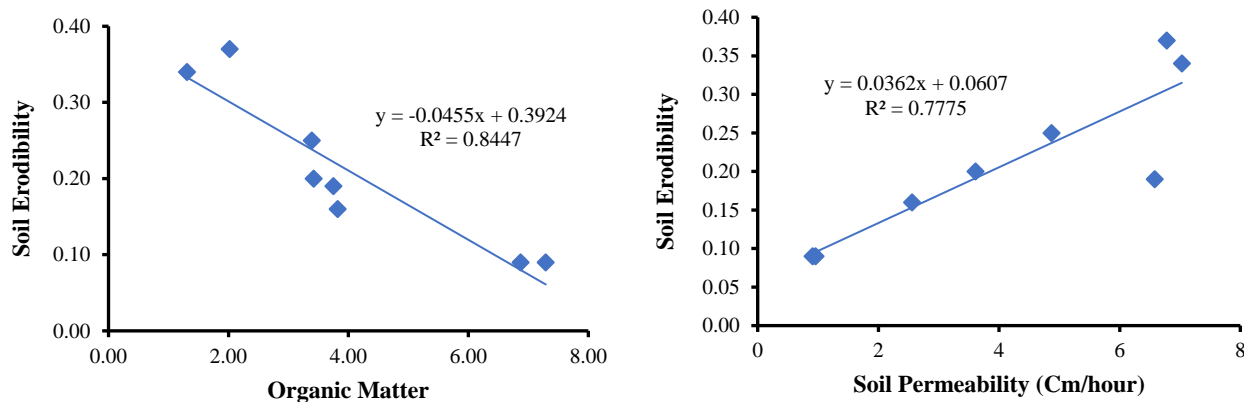 0.40
0.30
0.20
0.10
0.00
Soil Erodibility
y = -0.0455x + 0.3924
R² = 0.8447
0.00 2.00 4.00 6.00 8.00
Organic Matter
0.40
0.35
0.30
0.25
0.20
0.15
0.10
0.05
0.00
Soil Erodibility
y = 0.0362x + 0.0607
R² = 0.7775
0 2 4 6 8
Soil Permeability (Cm/hour)